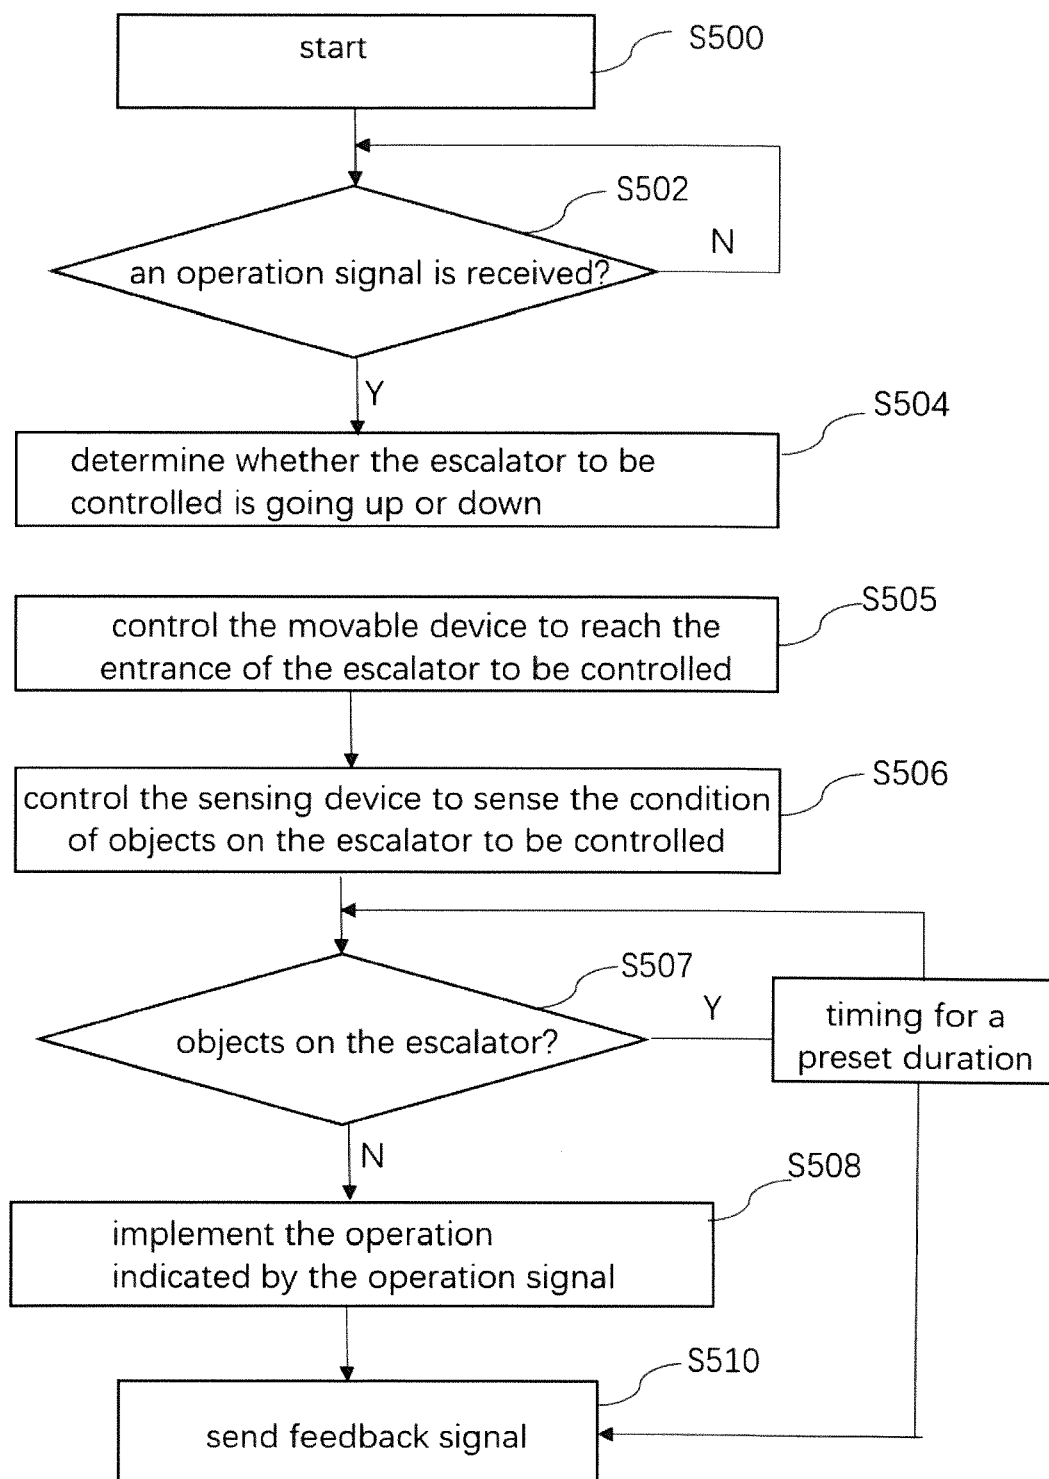 start
S500
S502
N
an operation signal is received?
Y
S504
determine whether the escalator to be
controlled is going up or down
S505
control the movable device to reach the
entrance of the escalator to be controlled
S506
control the sensing device to sense the condition
of objects on the escalator to be controlled
S507
Y
objects on the escalator?
timing for a
preset duration
N
S508
implement the operation
indicated by the operation signal
S510
send feedback signal